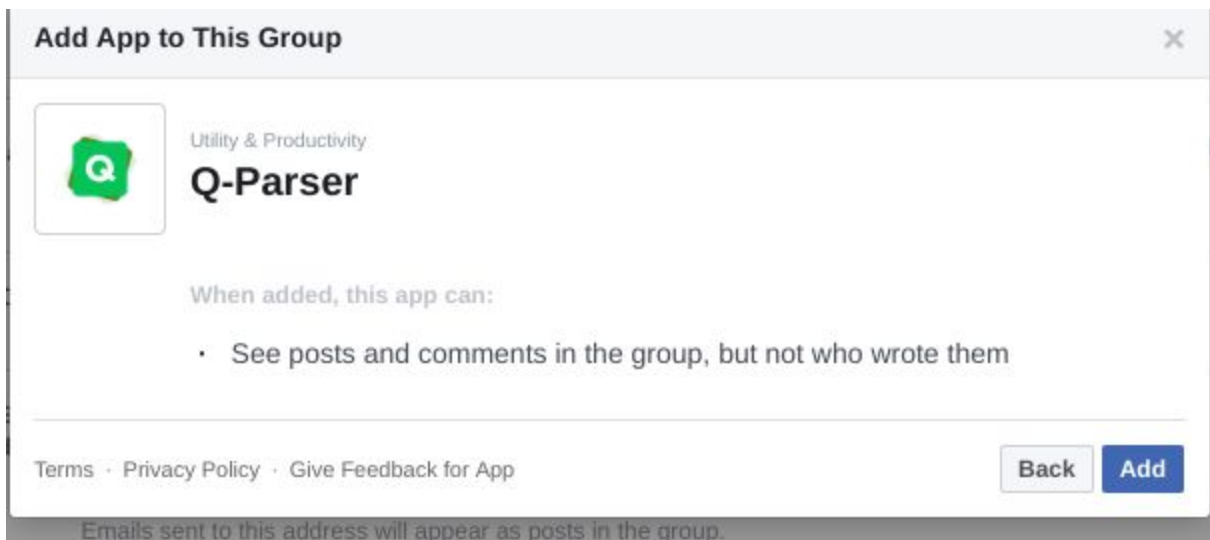 Add App to This Group
×
Q
Utility & Productivity
Q-Parser
When added, this app can:
· See posts and comments in the group, but not who wrote them
Terms · Privacy Policy · Give Feedback for App
Back Add
Emails sent to this address will appear as posts in the group.